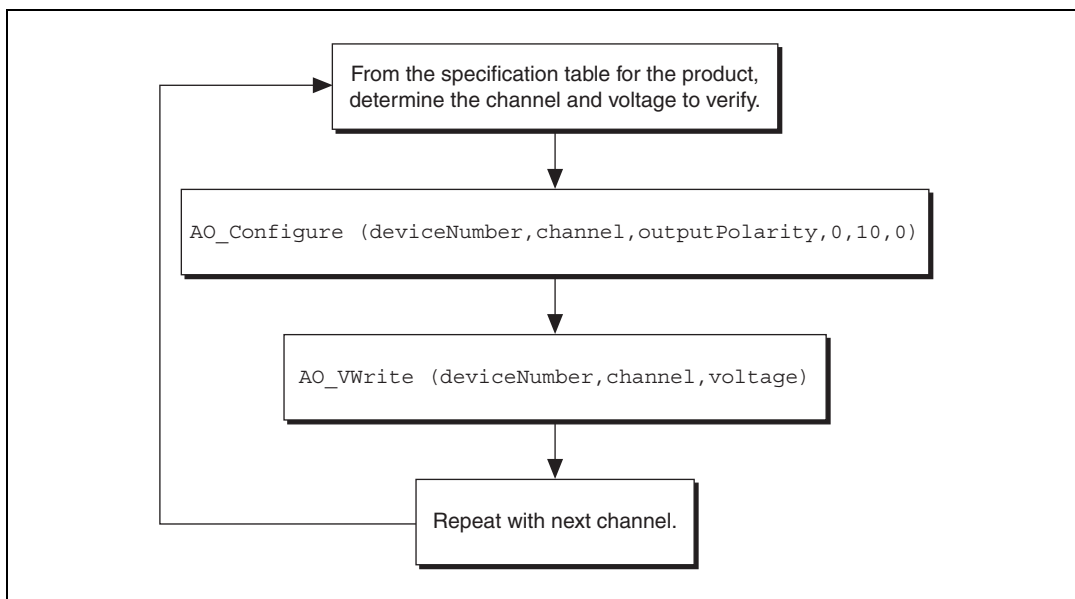 From the specification table for the product,
determine the channel and voltage to verify.
AO_Configure (deviceNumber,channel,outputPolarity,0,10,0)
AO_VWrite (deviceNumber,channel,voltage)
Repeat with next channel.